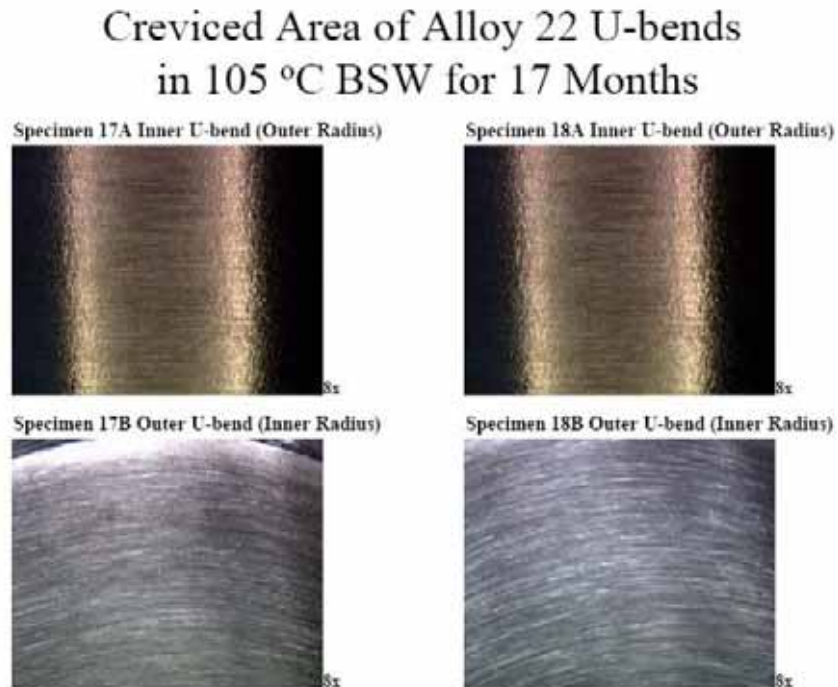 Creviced Area of Alloy 22 U-bends
in 105 ºC BSW for 17 Months
Specimen 17A Inner U-bend (Outer Radius)
Specimen 18A Inner U-bend (Outer Radius)
8x
8x
Specimen 17B Outer U-bend (Inner Radius)
Specimen 18B Outer U-bend (Inner Radius)
8x
8x